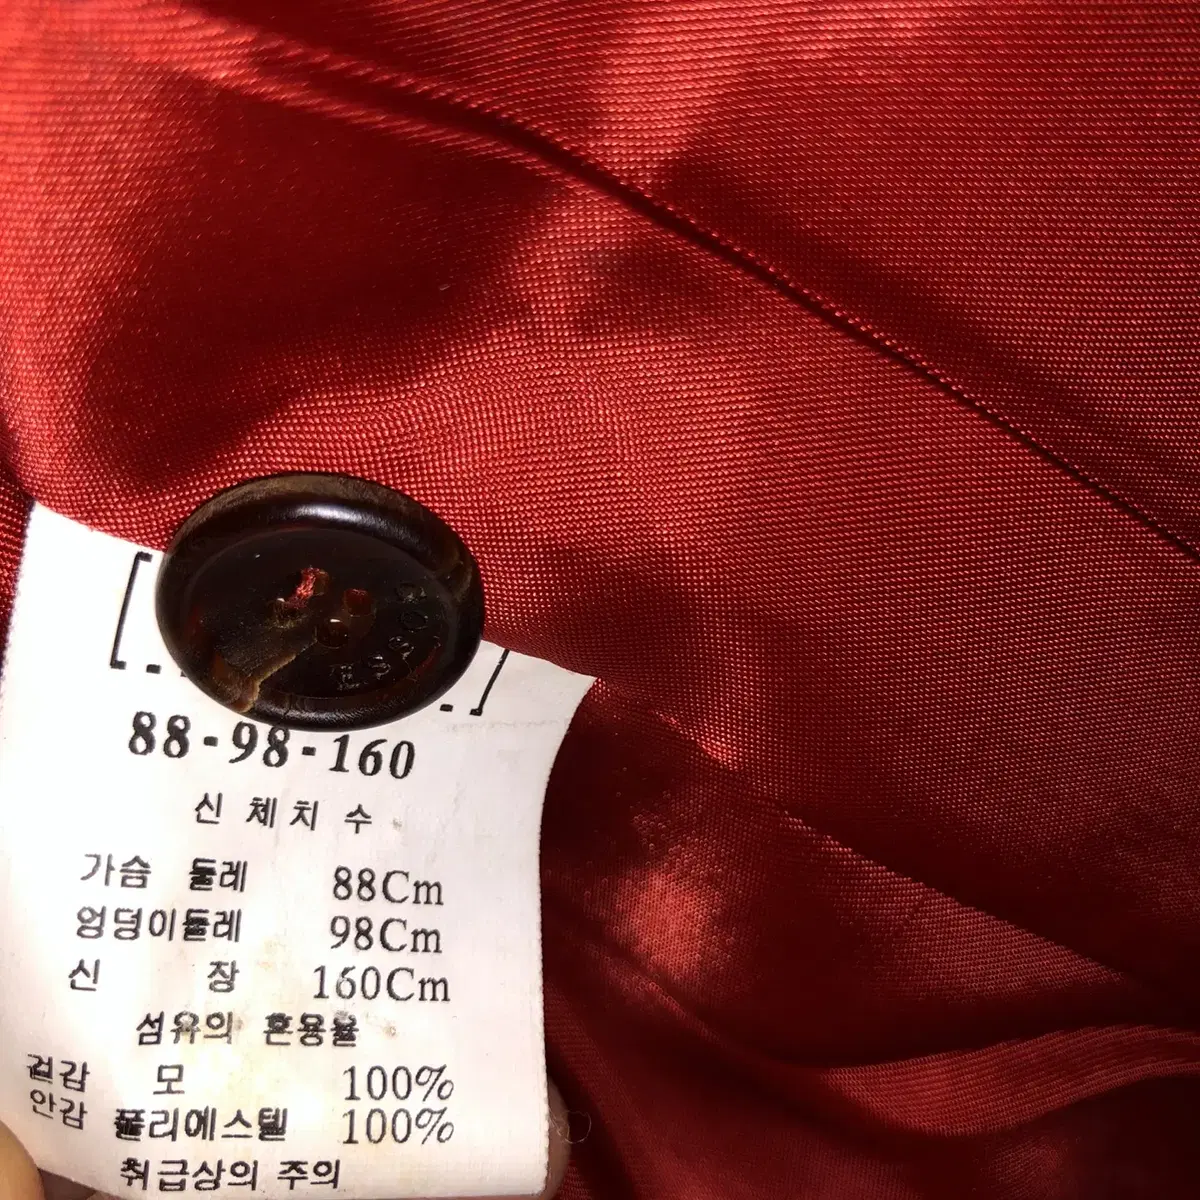 88-98-160
신체치수
가슴 둘레 88Cm
엉덩이둘레 98Cm
신 장 160Cm
섬유의 혼용율
겉감 모 100%
안감 폴리에스텔 100%
취급상의 주의